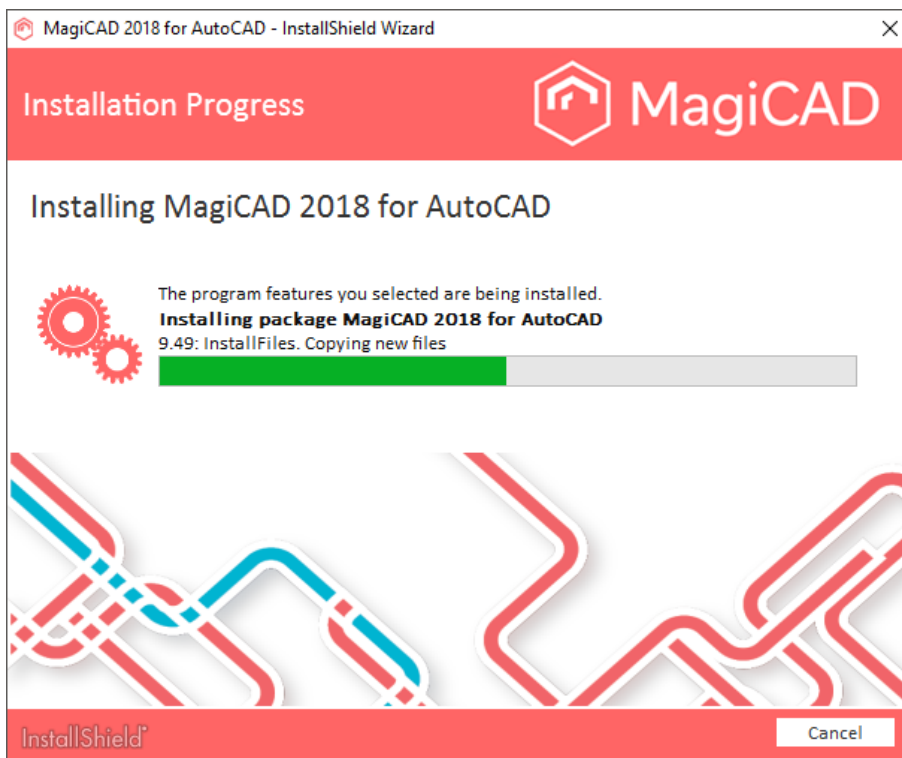 MagiCAD 2018 for AutoCAD - InstallShield Wizard
Installation Progress
MagiCAD
Installing MagiCAD 2018 for AutoCAD
The program features you selected are being installed.
Installing package MagiCAD 2018 for AutoCAD
9.49: InstallFiles. Copying new files
InstallShield
Cancel